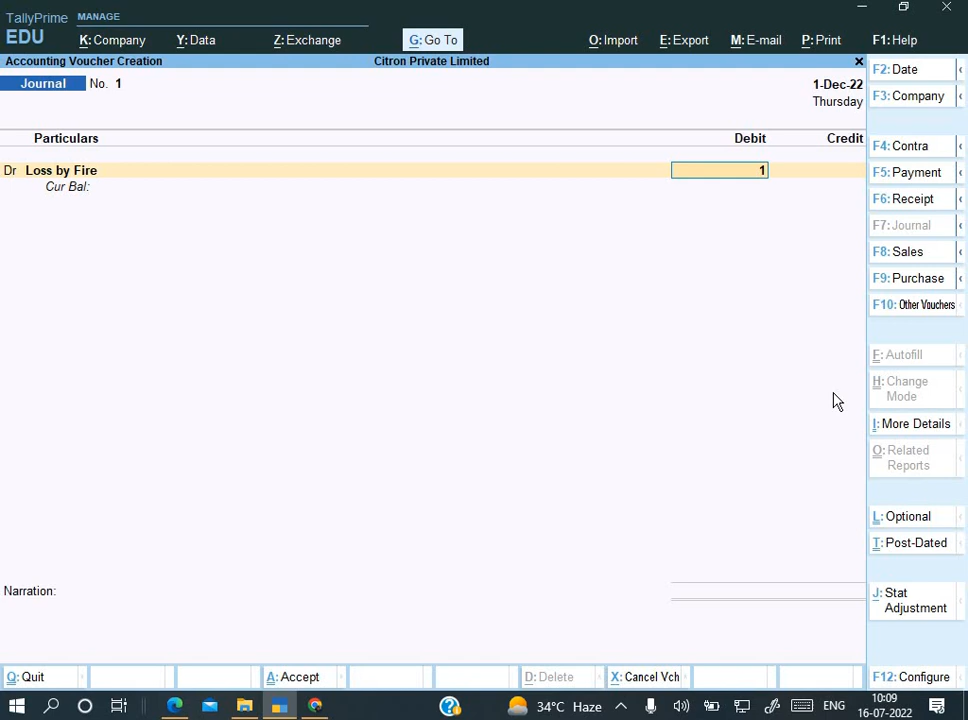 TallyPrime MANAGE
EDU K: Company Y: Data Z: Exchange G: Go To O: Import E: Export M: E-mail P: Print F1: Help
Accounting Voucher Creation Citron Private Limited
Journal No. 1 1-Dec-22
Thursday
Particulars Debit Credit
Dr Loss by Fire 1
Cur Bal:
Narration:
F2: Date
F3: Company
F4: Contra
F5: Payment
F6: Receipt
F7: Journal
F8: Sales
F9: Purchase
F10: Other Vouchers
F: Autofill
H: Change
Mode
I: More Details
O: Related
Reports
L: Optional
T: Post-Dated
J: Stat
Adjustment
Q: Quit A: Accept D: Delete X: Cancel Vch F12: Configure
34°C Haze ENG 10:09
16-07-2022